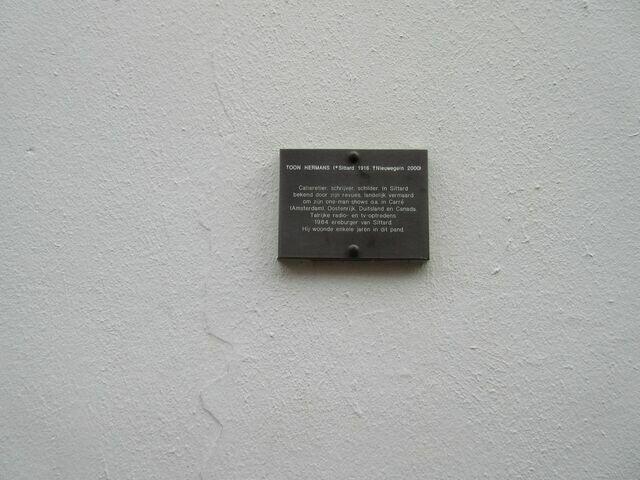 TOON HERMANS (*Sittard 1916 †Nieuwegein 2000)
Cabaretier, schrijver, schilder, in Sittard
bekend door zijn revues, landelijk vermaard
om zijn one-man shows o.a. in Carré
(Amsterdam), Oostenrijk, Duitsland en Canada.
Talrijke radio- en tv-optredens.
1984 ereburger van Sittard.
Hij woonde enkele jaren in dit pand.